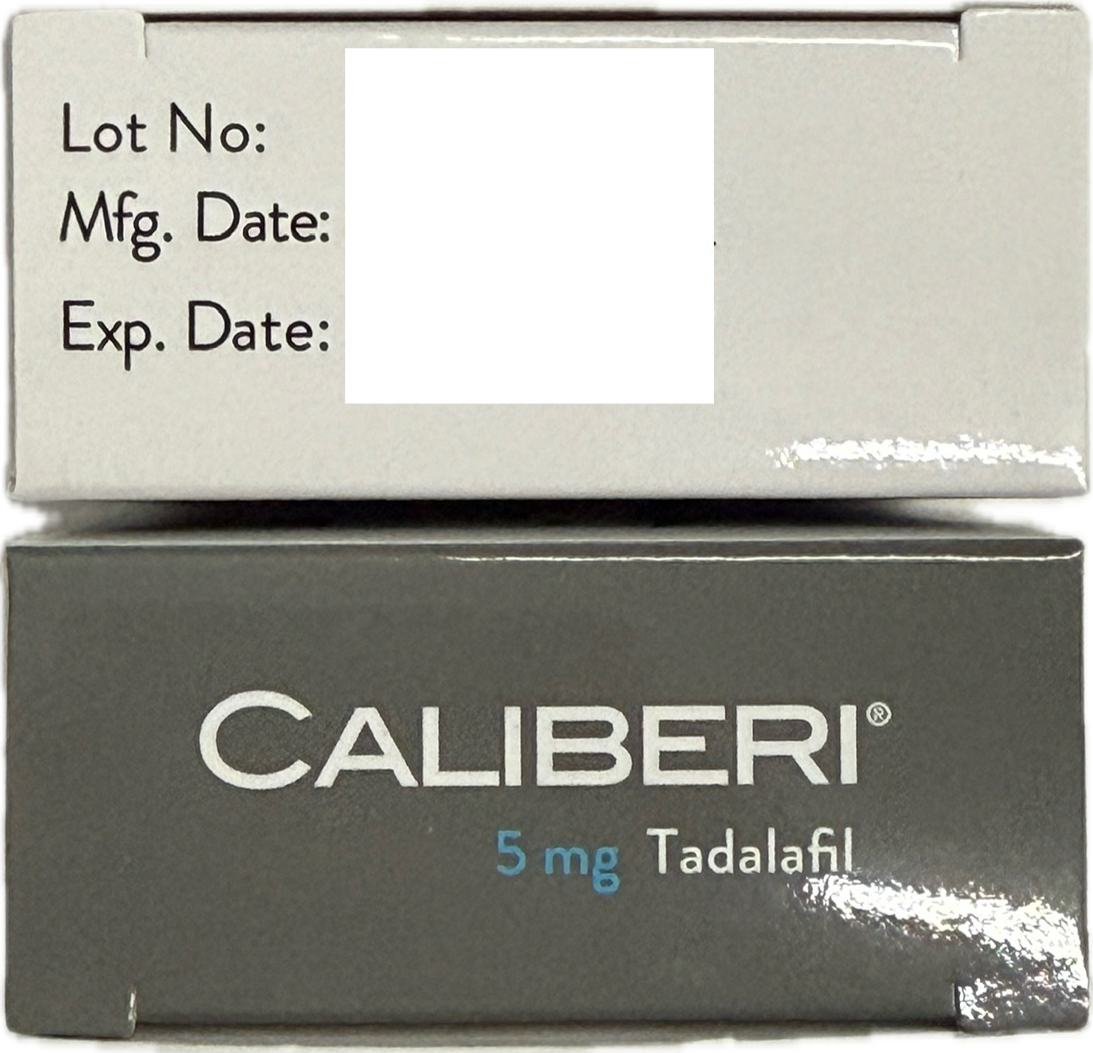 Lot No:
Mfg. Date:
Exp. Date:
CALIBERI®
5 mg Tadalafil